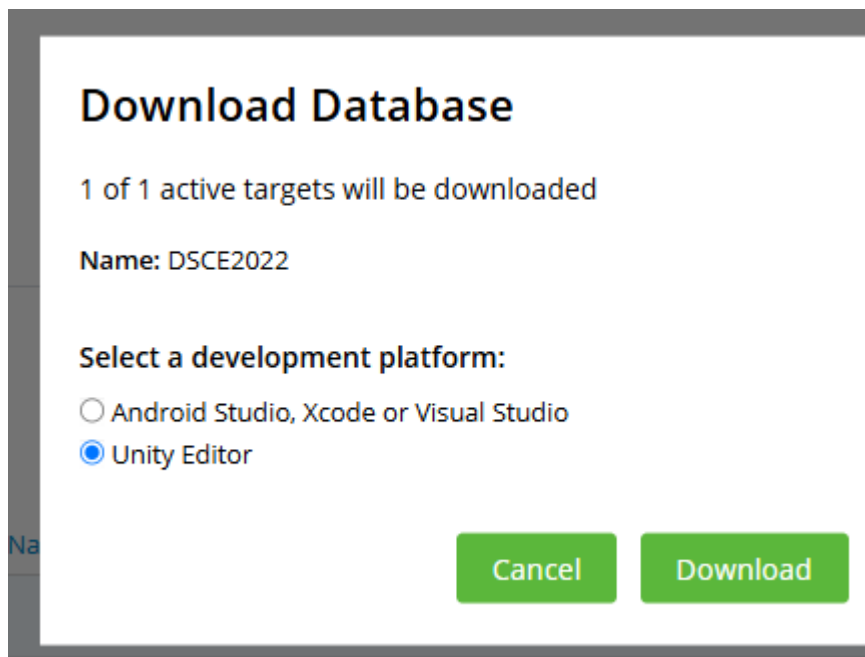 Download Database
1 of 1 active targets will be downloaded
Name: DSCE2022
Select a development platform:
Android Studio, Xcode or Visual Studio
Unity Editor
Na
Cancel Download